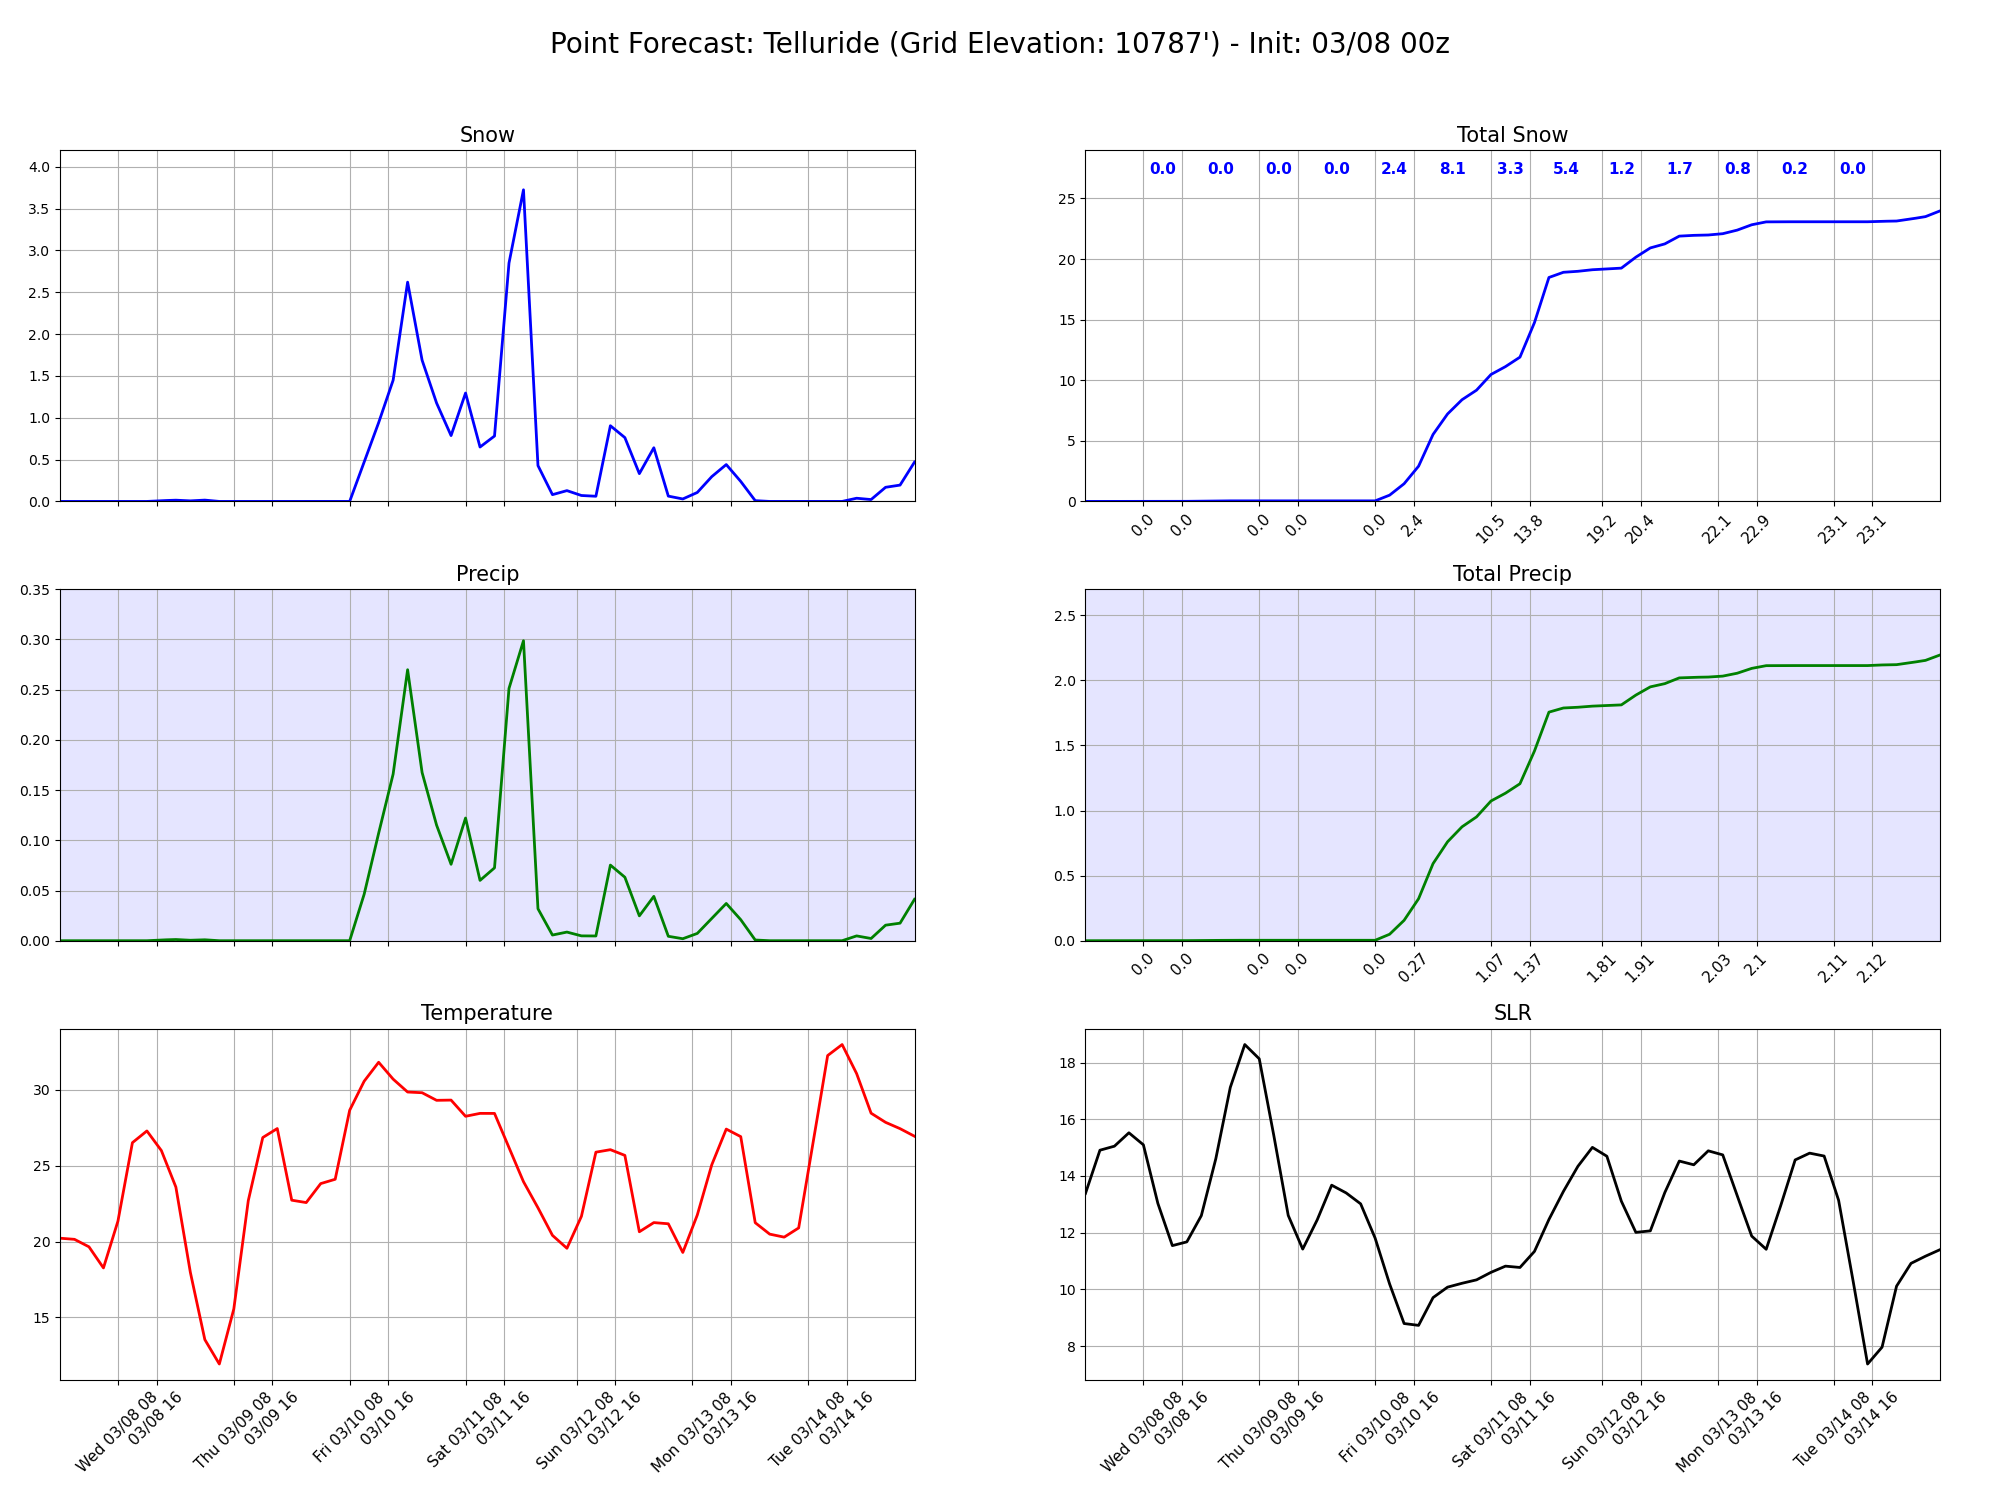 Point Forecast: Telluride (Grid Elevation: 10787') - Init: 03/08 00z
Snow
4.0
3.5
3.0
2.5
2.0
1.5
1.0
0.5
0.0
Total Snow
0.0 0.0 0.0 0.0 2.4 8.1 3.3 5.4 1.2 1.7 0.8 0.2 0.0
25
20
15
10
5
0
0.0 0.0 0.0 0.0 0.0 2.4 10.5 13.8 19.2 20.4 22.1 22.9 23.1 23.1
Precip
0.35
0.30
0.25
0.20
0.15
0.10
0.05
0.00
Total Precip
2.5
2.0
1.5
1.0
0.5
0.0
0.0 0.0 0.0 0.0 0.0 0.27 1.07 1.37 1.81 1.91 2.03 2.1 2.11 2.12
Temperature
30
25
20
15
Wed 03/08 08
03/08 16
Thu 03/09 08
03/09 16
Fri 03/10 08
03/10 16
Sat 03/11 08
03/11 16
Sun 03/12 08
03/12 16
Mon 03/13 08
03/13 16
Tue 03/14 08
03/14 16
SLR
18
16
14
12
10
8
Wed 03/08 08
03/08 16
Thu 03/09 08
03/09 16
Fri 03/10 08
03/10 16
Sat 03/11 08
03/11 16
Sun 03/12 08
03/12 16
Mon 03/13 08
03/13 16
Tue 03/14 08
03/14 16